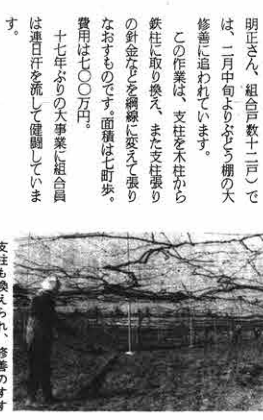 明正さん、組合戸数十二戸）で
は、二月中旬よりぶどう棚の大
修善に追われています。
この作業は、支柱を木柱から
鉄柱に取り換え、また支柱張り
の針金などを鋼線に変えて張り
なおすものです。面積は七町歩。
費用は七〇〇万円。
十七年ぶりの大事業に組合員
は連日汗を流して健闘していま
す。
支柱も換えられ、修善のすす